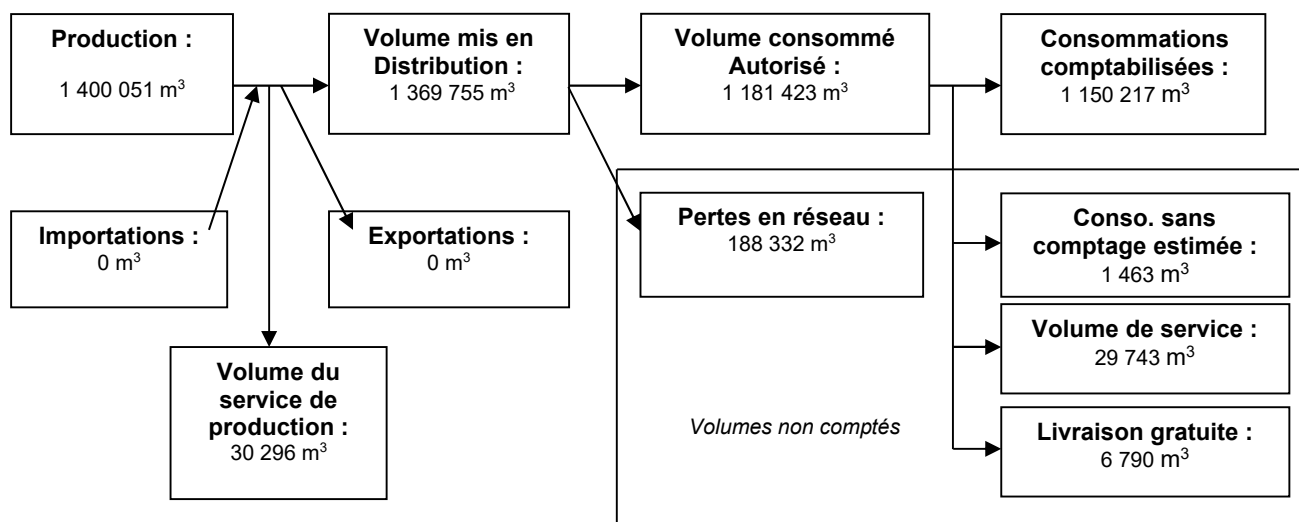 Production :
1 400 051 m³
Volume mis en
Distribution :
1 369 755 m³
Volume consommé
Autorisé :
1 181 423 m³
Consommations
comptabilisées :
1 150 217 m³
Importations :
0 m³
Exportations :
0 m³
Pertes en réseau :
188 332 m³
Conso. sans
comptage estimée :
1 463 m³
Volume du
service de
production :
30 296 m³
Volume de service :
29 743 m³
Volumes non comptés
Livraison gratuite :
6 790 m³